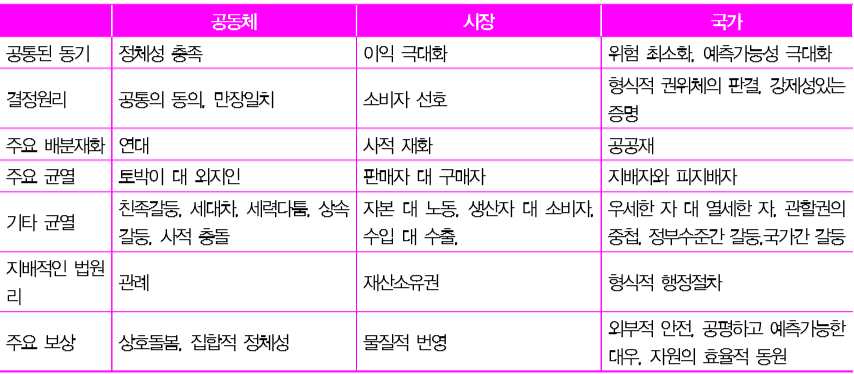 공동체 시장 국가
공통된 동기 정체성 충족 이익 극대화 위험 최소화, 예측가능성 극대화
결정원리 공통의 동의, 만장일치 소비자 선호 형식적 권위체의 판결, 강제성있는
증명
주요 배분재화 연대 사적 재화 공공재
주요 균열 토박이 대 외지인 판매자 대 구매자 지배자와 피지배자
기타 균열 친족갈등, 세대차, 세력다툼, 상속
갈등, 사적 충돌
자본 대 노동, 생산자 대 소비자,
수입 대 수출,
우세한 자 대 열세한 자, 관할권의
중첩, 정부수준간 갈등,국가간 갈등
지배적인 법원
리
관례 재산소유권 형식적 행정절차
주요 보상 상호돌봄, 집합적 정체성 물질적 번영 외부적 안전, 공평하고 예측가능한
대우, 자원의 효율적 동원